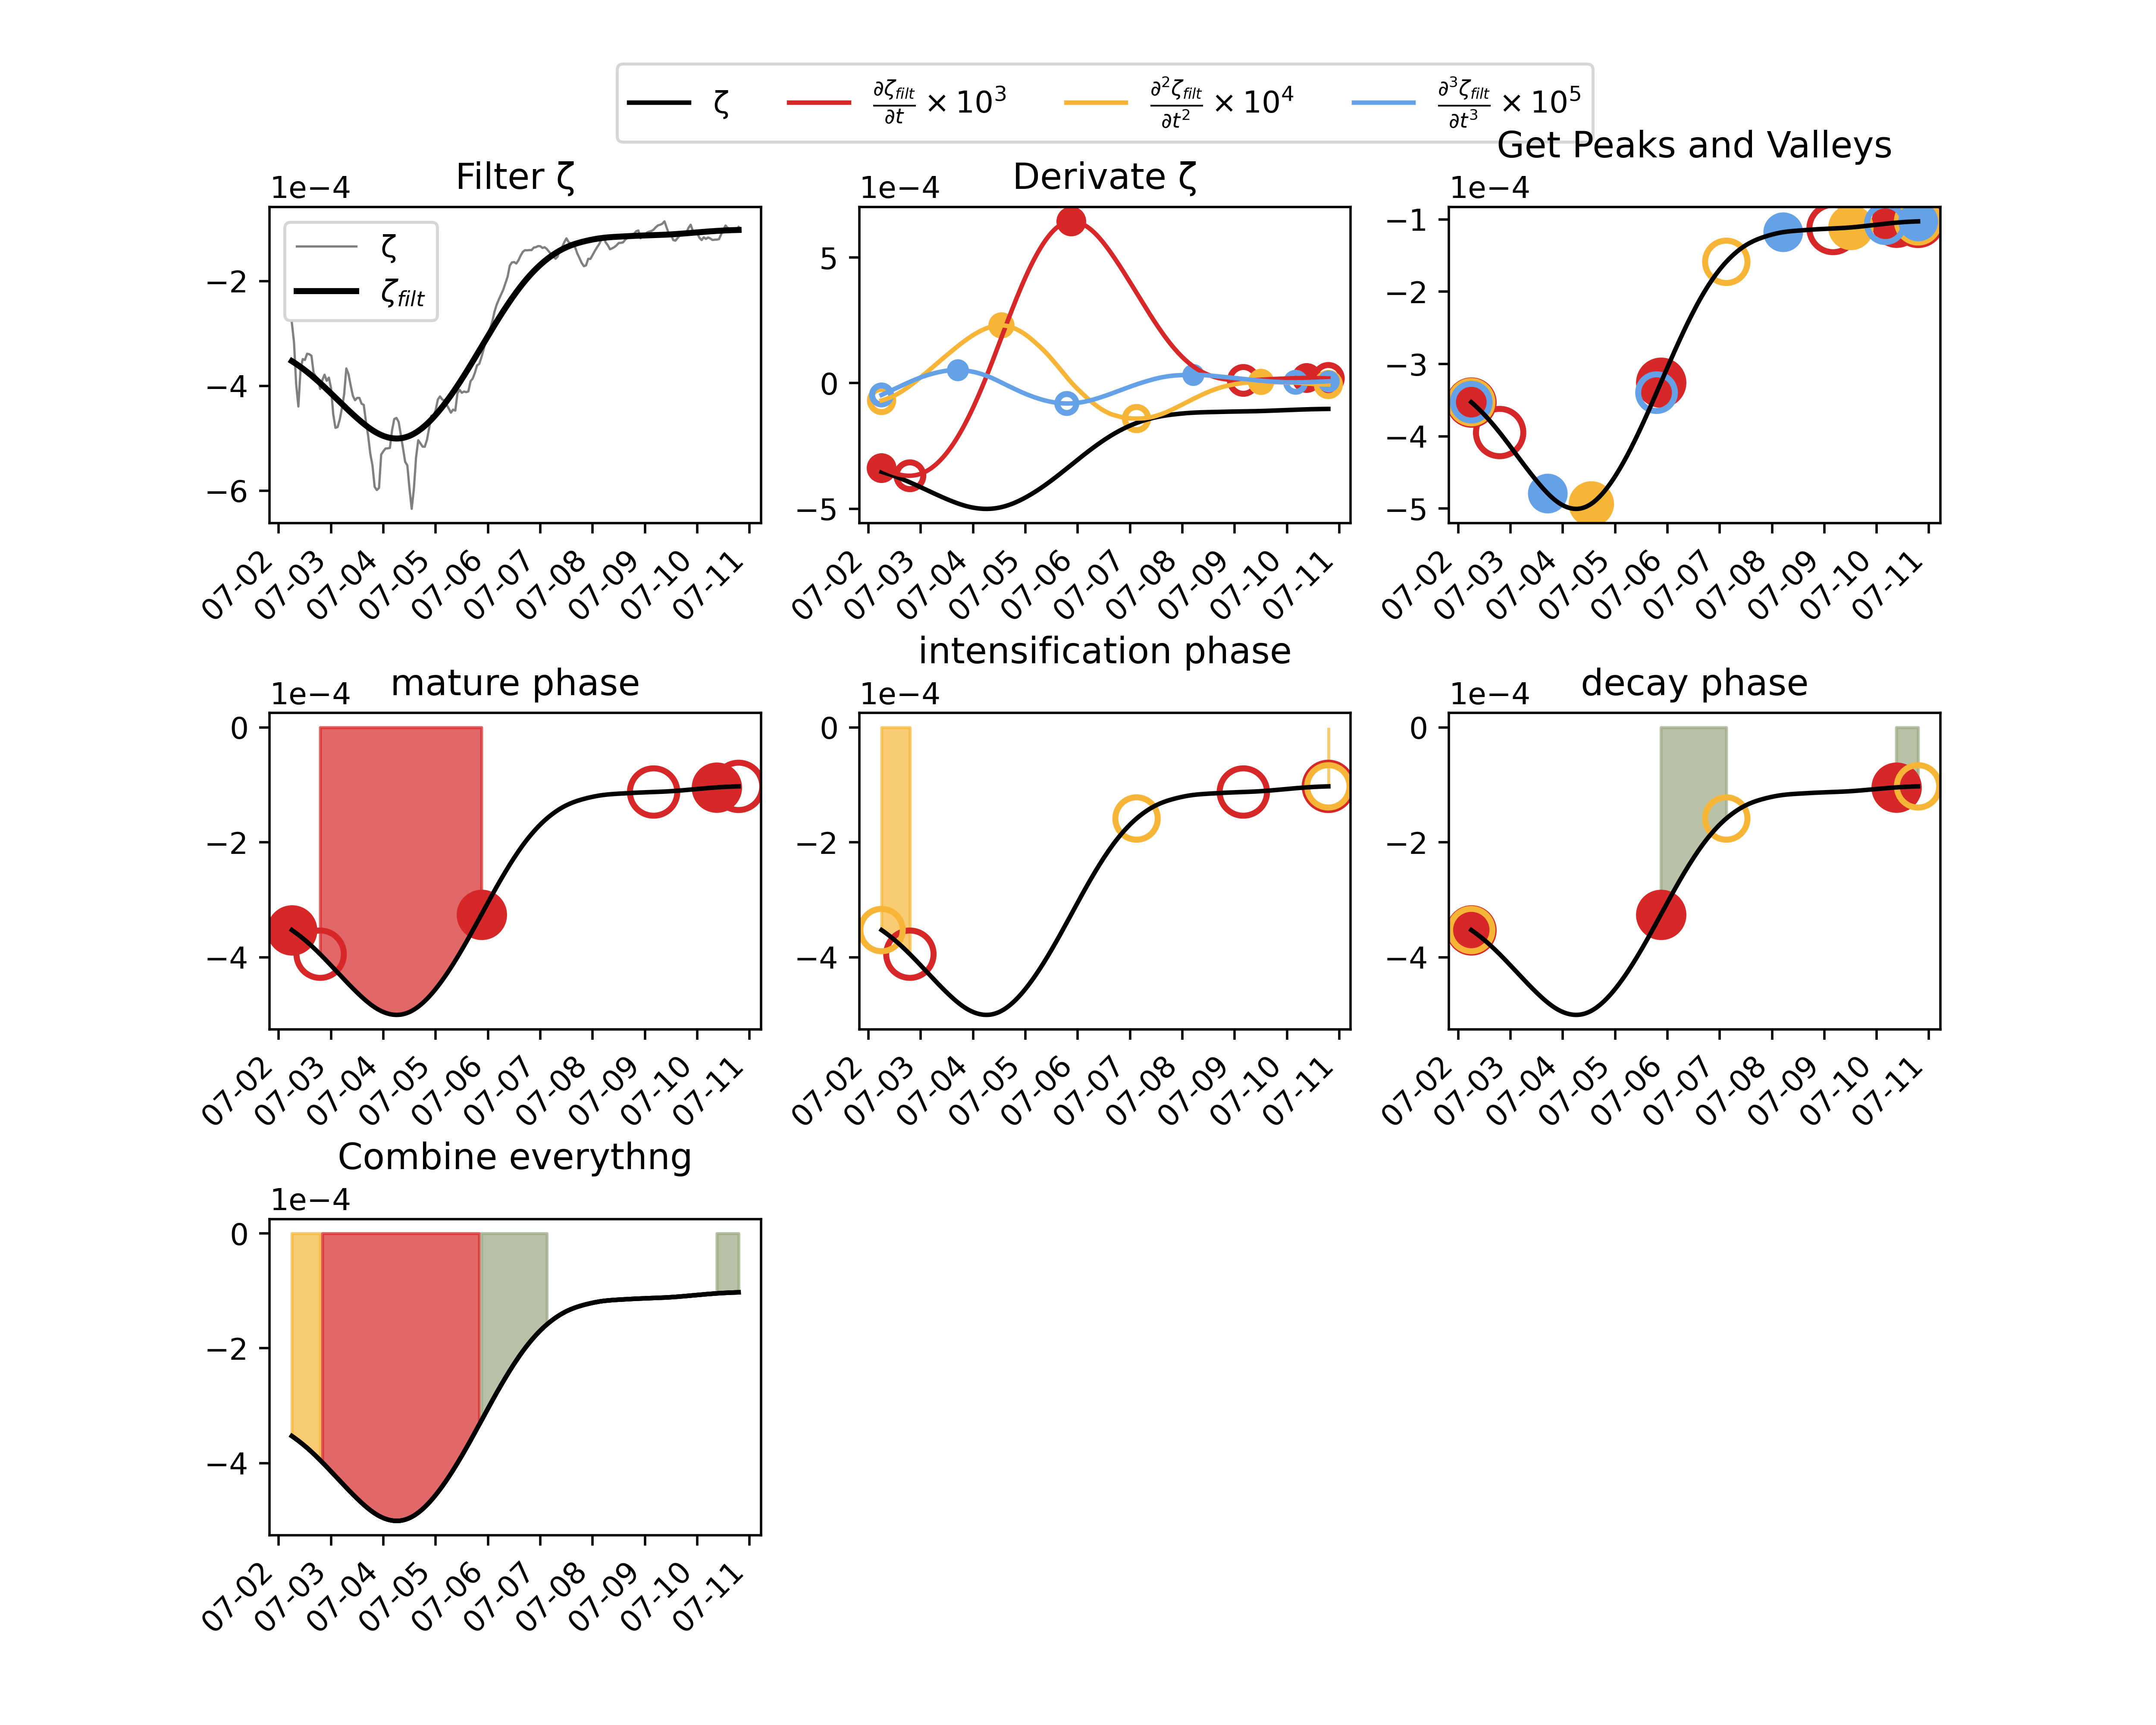 ζ ∂ζfilt/∂t × 10³ ∂²ζfilt/∂t² × 10⁴ ∂³ζfilt/∂t³ × 10⁵
Filter ζ
1e−4
ζ
ζfilt
−2
−4
−6
07-02 07-03 07-04 07-05 07-06 07-07 07-08 07-09 07-10 07-11
Derivate ζ
1e−4
5
0
−5
07-02 07-03 07-04 07-05 07-06 07-07 07-08 07-09 07-10 07-11
Get Peaks and Valleys
1e−4
−1
−2
−3
−4
−5
07-02 07-03 07-04 07-05 07-06 07-07 07-08 07-09 07-10 07-11
mature phase
1e−4
0
−2
−4
07-02 07-03 07-04 07-05 07-06 07-07 07-08 07-09 07-10 07-11
intensification phase
1e−4
0
−2
−4
07-02 07-03 07-04 07-05 07-06 07-07 07-08 07-09 07-10 07-11
decay phase
1e−4
0
−2
−4
07-02 07-03 07-04 07-05 07-06 07-07 07-08 07-09 07-10 07-11
Combine everythng
1e−4
0
−2
−4
07-02 07-03 07-04 07-05 07-06 07-07 07-08 07-09 07-10 07-11